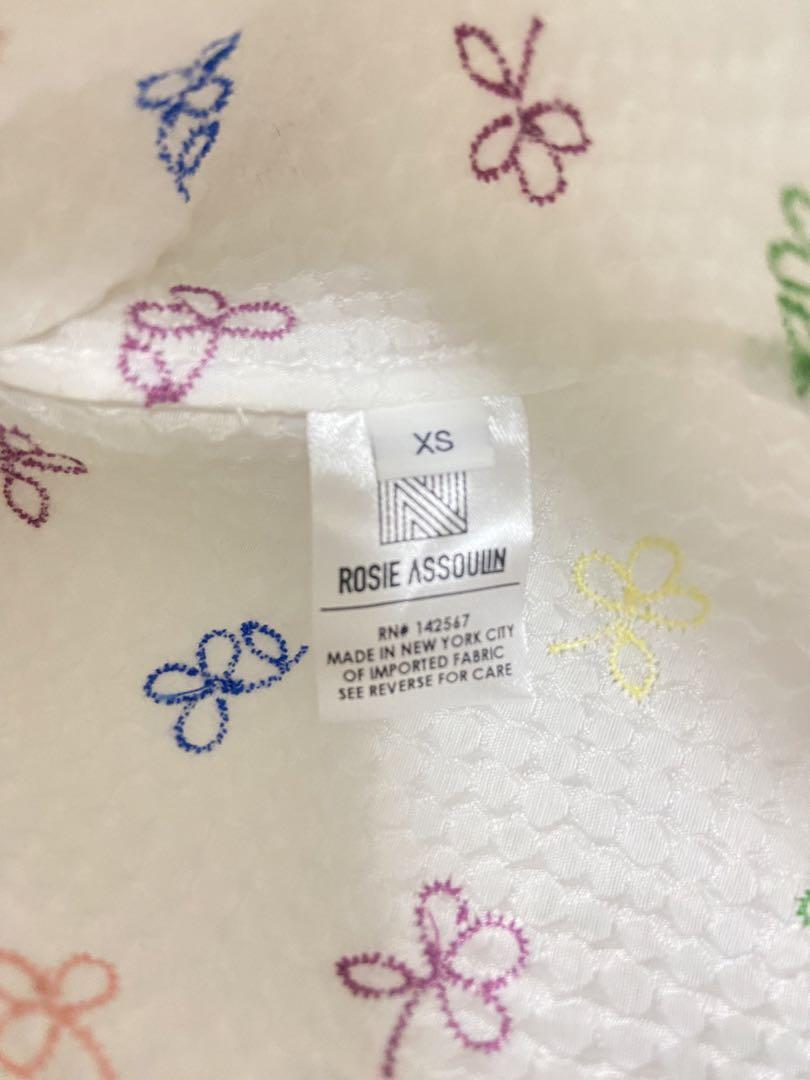 XS
ROSIE ASSOULIN
RN# 142567
MADE IN NEW YORK CITY
OF IMPORTED FABRIC
SEE REVERSE FOR CARE